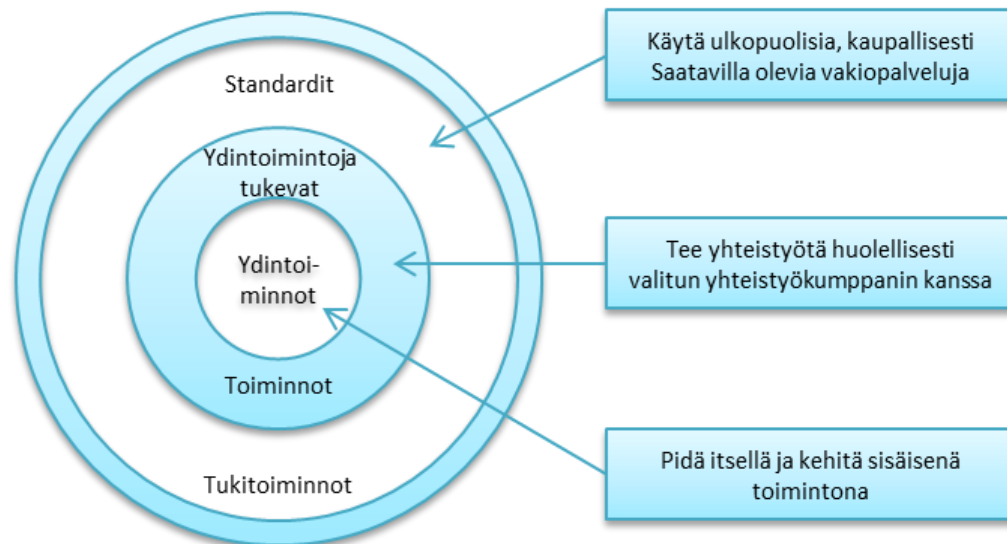 Standardit
Ydintoimintoja
tukevat
Ydintoi-
minnot
Toiminnot
Tukitoiminnot
Käytä ulkopuolisia, kaupallisesti
Saatavilla olevia vakiopalveluja
Tee yhteistyötä huolellisesti
valitun yhteistyökumppanin kanssa
Pidä itsellä ja kehitä sisäisenä
toimintona